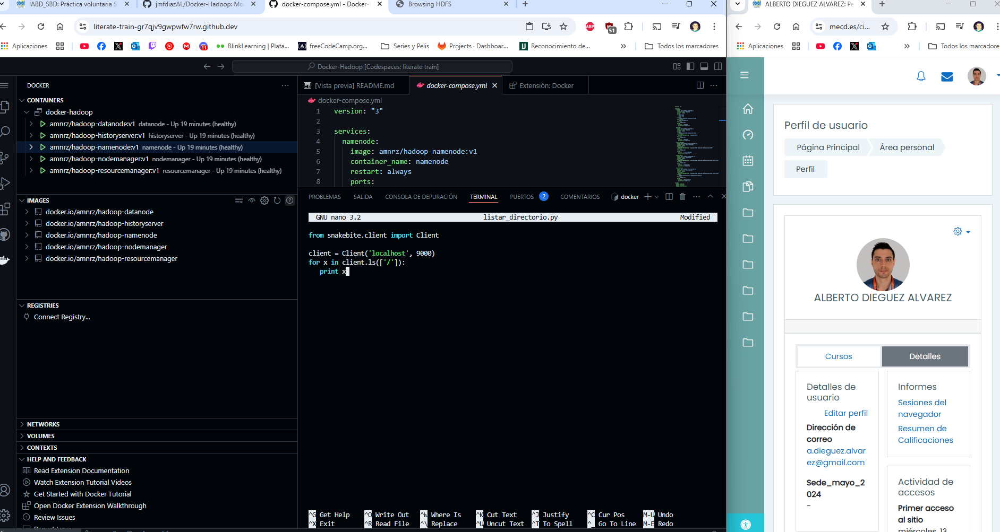 IABD_SBD: Práctica voluntaria S
jmfdiazAL/Docker-Hadoop: Mo
docker-compose.yml - Docker-
Browsing HDFS
literate-train-gr7qjv9gwpwfw7rw.github.dev
ABP
51
Aplicaciones
11
BlinkLearning | Plata...
freeCodeCamp.org...
Series y Pelis
Projects · Dashboar...
Reconocimiento de...
»
Todos los marcadores
Docker-Hadoop [Codespaces: literate train]
DOCKER
CONTAINERS
docker-hadoop
amnrz/hadoop-datanode:v1 datanode - Up 19 minutes (healthy)
amnrz/hadoop-historyserver:v1 historyserver - Up 19 minutes (healthy)
amnrz/hadoop-namenode:v1 namenode - Up 19 minutes (healthy)
amnrz/hadoop-nodemanager:v1 nodemanager - Up 19 minutes (healthy)
amnrz/hadoop-resourcemanager:v1 resourcemanager - Up 19 minutes (healthy)
IMAGES
docker.io/amnrz/hadoop-datanode
docker.io/amnrz/hadoop-historyserver
docker.io/amnrz/hadoop-namenode
docker.io/amnrz/hadoop-nodemanager
docker.io/amnrz/hadoop-resourcemanager
REGISTRIES
Connect Registry...
NETWORKS
VOLUMES
CONTEXTS
HELP AND FEEDBACK
Read Extension Documentation
Watch Extension Tutorial Videos
Get Started with Docker Tutorial
Open Docker Extension Walkthrough
Review Issues
[Vista previa] README.md
docker-compose.yml
Extensión: Docker
docker-compose.yml
1 version: "3"
2
3 services:
4 namenode:
5 image: amnrz/hadoop-namenode:v1
6 container_name: namenode
7 restart: always
8 ports:
PROBLEMAS
SALIDA
CONSOLA DE DEPURACIÓN
TERMINAL
PUERTOS 2
COMENTARIOS
docker
GNU nano 3.2 listar_directorio.py Modified
from snakebite.client import Client
client = Client('localhost', 9000)
for x in client.ls(['/']):
print x
^G Get Help ^O Write Out ^W Where Is ^K Cut Text ^J Justify ^C Cur Pos M-U Undo
^X Exit ^R Read File ^\ Replace ^U Uncut Text ^T To Spell ^_ Go To Line M-E Redo
ALBERTO DIEGUEZ ALVAREZ: Pe
mecd.es/ci...
Aplicaciones
»
Todos los marcadores
Perfil de usuario
Página Principal
Área personal
Perfil
ALBERTO DIEGUEZ ALVAREZ
Cursos
Detalles
Detalles de
usuario
Editar perfil
Dirección de
correo
a.dieguez.alvar
ez@gmail.com
Sede_mayo_2
024
-
Informes
Sesiones del
navegador
Resumen de
Calificaciones
Actividad de
accesos
Primer acceso
al sitio
miércoles, 13